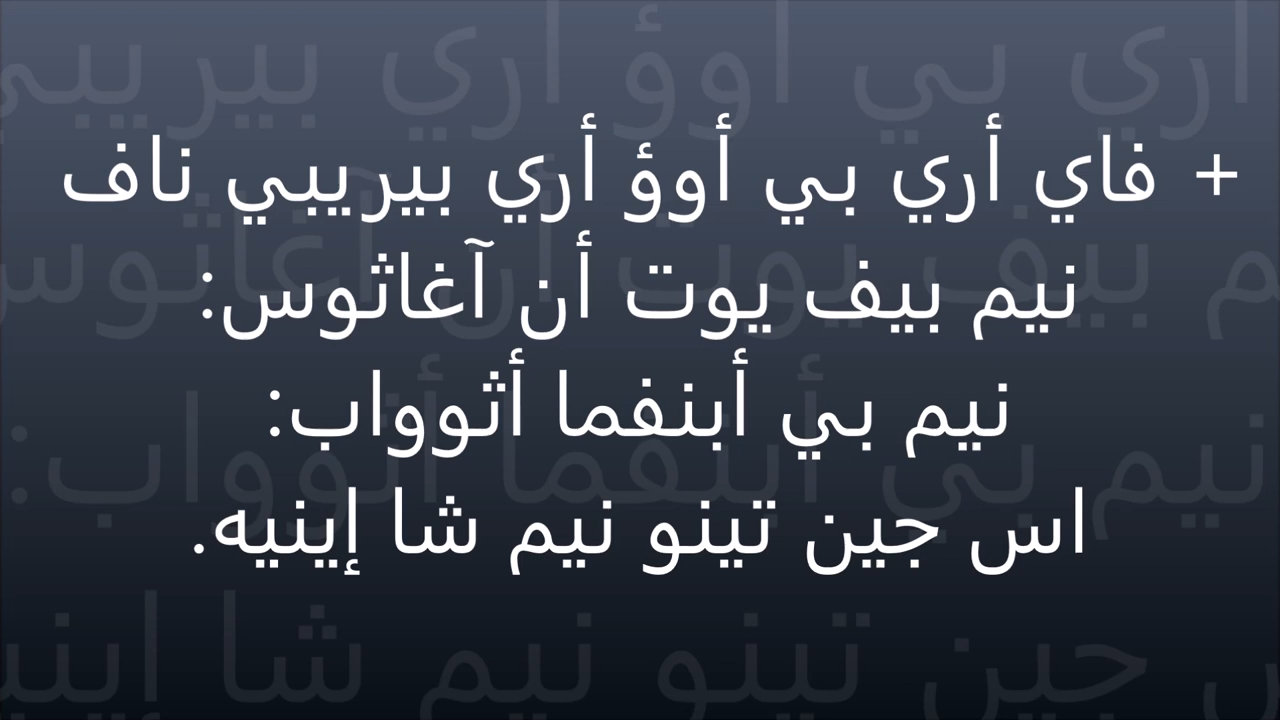 + فاي أري بي أوؤ أري بيريبي ناف
نيم بيف يوت أن آغاثوس:
نيم بي أبنفما أثوواب:
اس جين تينو نيم شا إينيه.